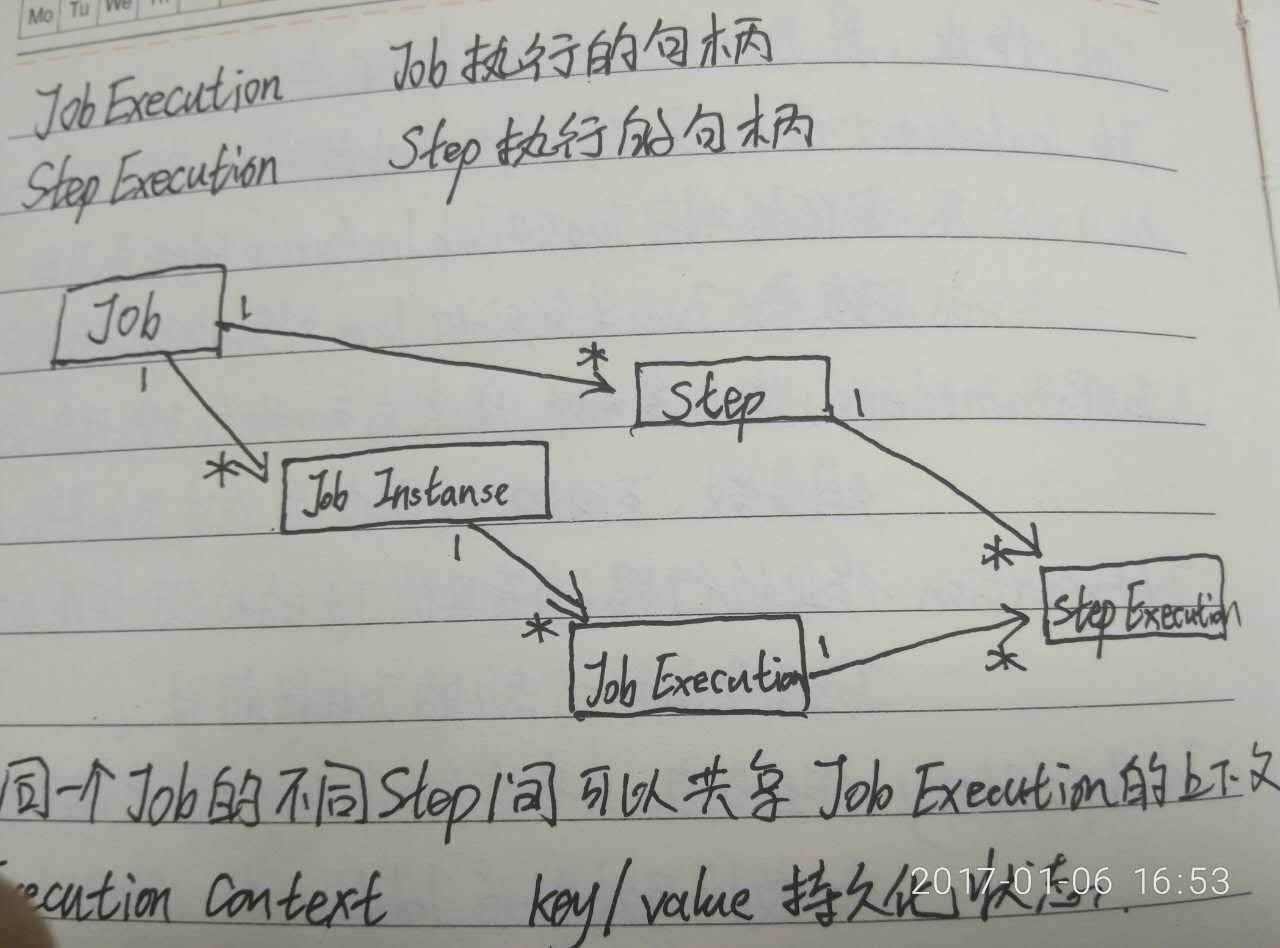 Mo Tu We
Job Execution Job 执行的句柄
Step Execution Step 执行的句柄
Job 1
1 * Step 1
* Job Instanse
1 *
* Job Execution 1 * Step Execution
同一个Job的不同Step间可以共享 Job Execution的上下文
ecution Context key/value 持久化状态.
2017-01-06 16:53